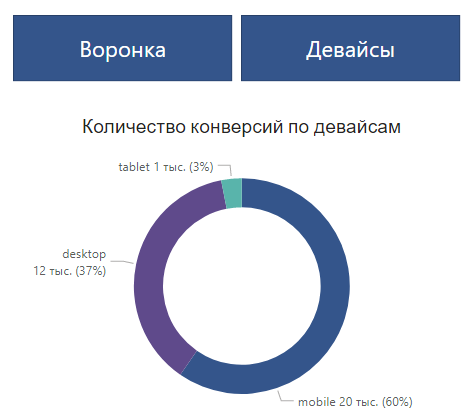 Воронка
Девайсы
Количество конверсий по девайсам
tablet 1 тыс. (3%)
desktop
12 тыс. (37%)
mobile 20 тыс. (60%)